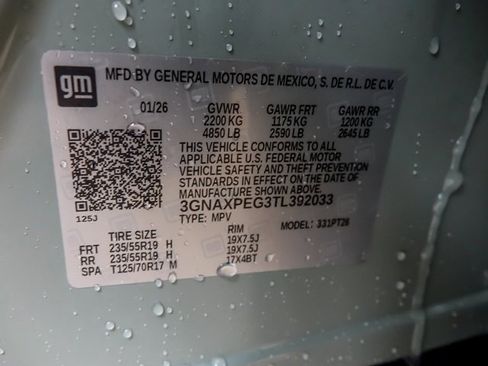 gm
MFD BY GENERAL MOTORS DE MEXICO, S. DE R.L. DE C.V.
01/26 GVWR GAWR FRT GAWR RR
2200 KG 1175 KG 1200 KG
4850 LB 2590 LB 2645 LB
THIS VEHICLE CONFORMS TO ALL
APPLICABLE U.S. FEDERAL MOTOR
VEHICLE SAFETY AND THEFT PREVENTION
STANDARDS IN EFFECT ON THE DATE OF
MANUFACTURE SHOWN ABOVE.
3GNAXPEG3TL392033
125J
TYPE: MPV MODEL: 331PT26
TIRE SIZE RIM
FRT 235/55R19 H 19X7.5J
RR 235/55R19 H 19X7.5J
SPA T125/70R17 M 17X4BT